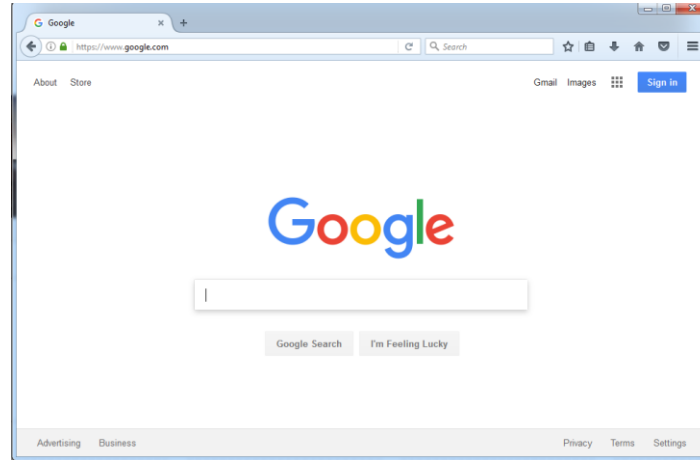 Google
https://www.google.com
Search
About Store
Gmail Images
Sign in
Google
Google Search
I'm Feeling Lucky
Advertising Business
Privacy Terms Settings